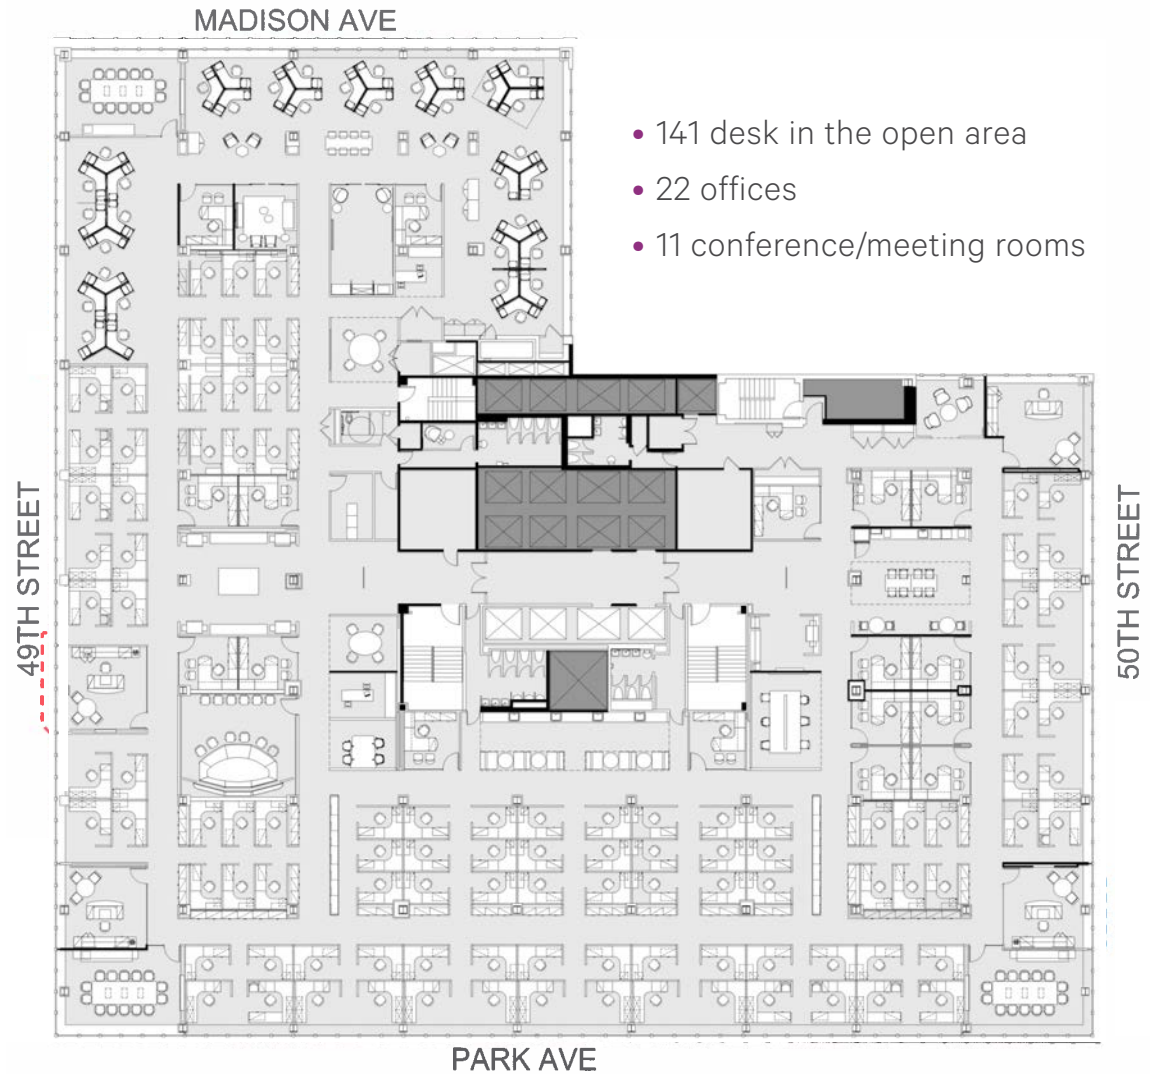 MADISON AVE
• 141 desk in the open area
• 22 offices
• 11 conference/meeting rooms
49TH STREET
50TH STREET
PARK AVE